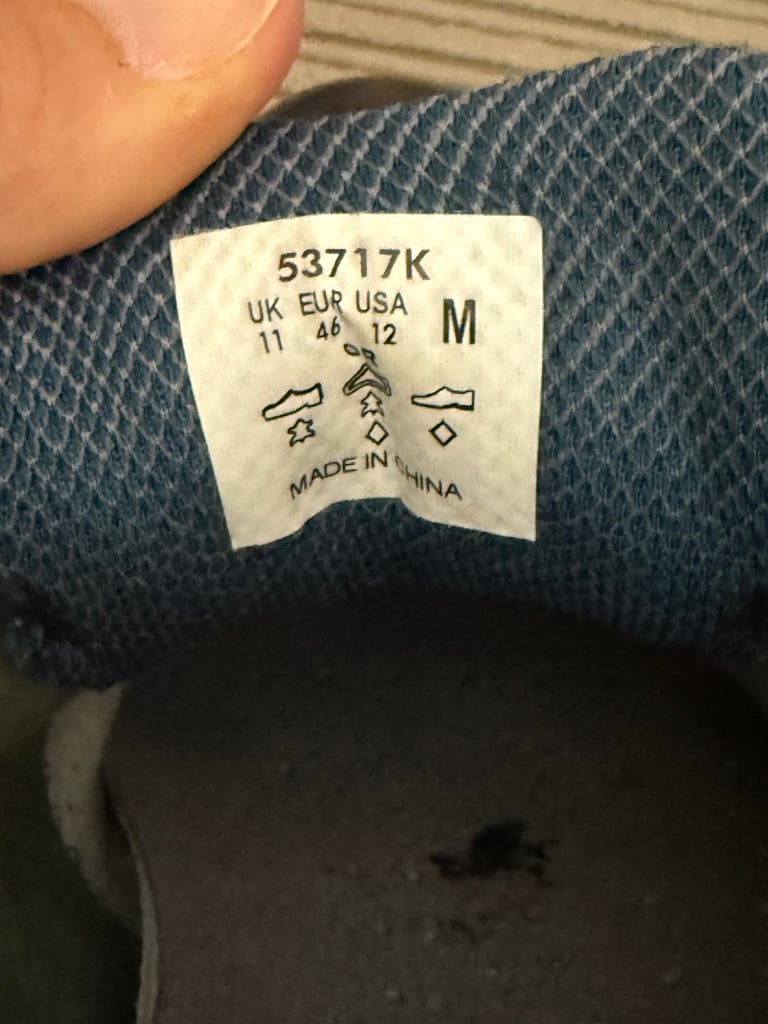 53717K
UK EUR USA M
11 46 12
MADE IN CHINA